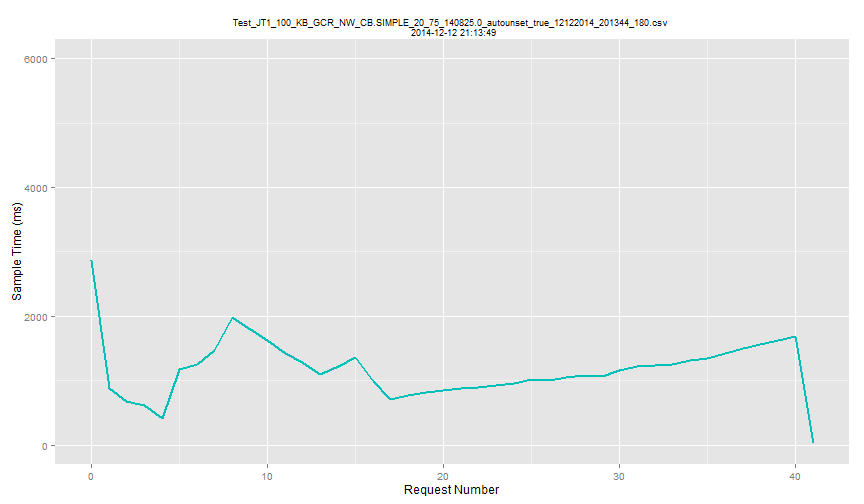 Test_JT1_100_KB_GCR_NW_CB.SIMPLE_20_75_140825.0_autounset_true_12122014_201344_180.csv
2014-12-12 21:13:49
6000
4000
2000
0
Sample Time (ms)
0 10 20 30 40
Request Number